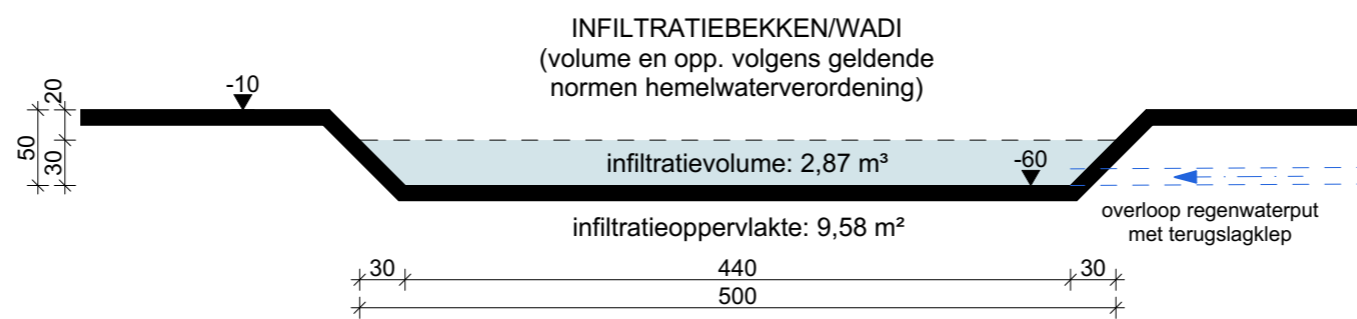 INFILTRATIEBEKKEN/WADI
(volume en opp. volgens geldende
normen hemelwaterverordening)
-10
20
50
30
infiltratievolume: 2,87 m³
-60
infiltratieoppervlakte: 9,58 m²
overloop regenwaterput
met terugslagklep
30 440 30
500